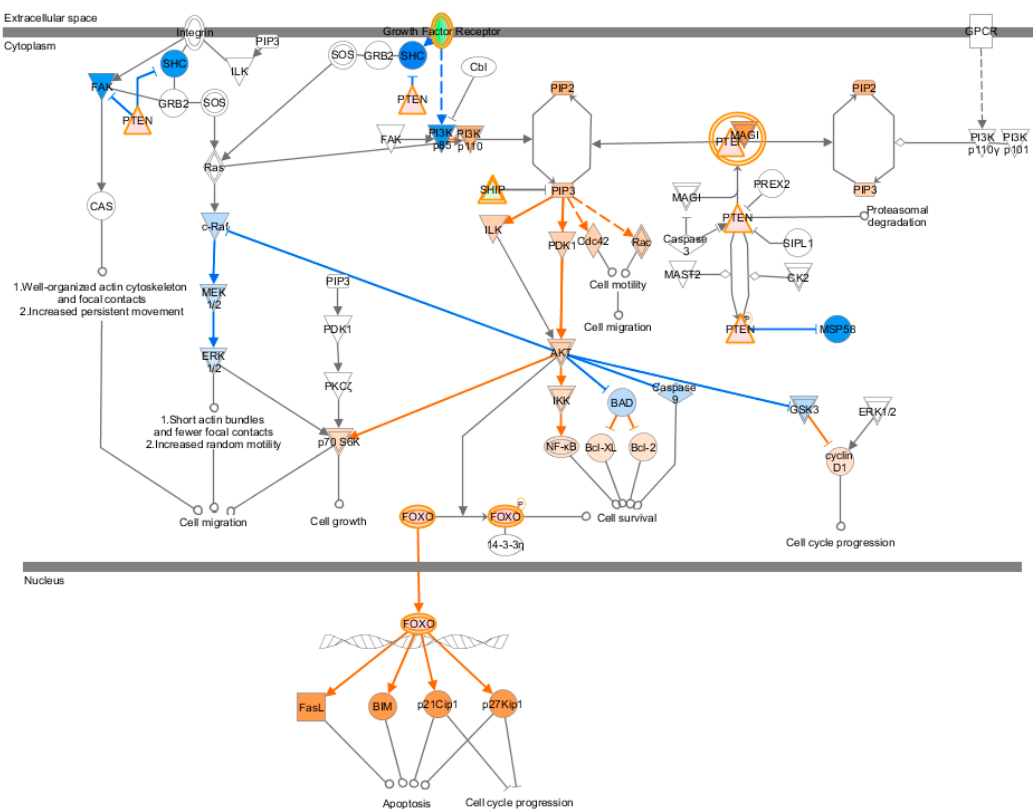 Extracellular space
Cytoplasm
Integrin
PIP3
SHC
ILK
FAK
GRB2
SOS
PTEN
Growth Factor Receptor
SOS
GRB2
SHC
Cbl
PTEN
FAK
PI3K
p85
PI3K
p110
Ras
PIP2
PIP3
SHIP
PTEN
MAGI
PIP2
PIP3
GPCR
PI3K
p110γ
PI3K
p101
MAGI
PREX2
PTEN
Proteasomal
degradation
Caspase
3
SIPL1
MAST2
CK2
PTEN
P
MSP58
CAS
c-Raf
ILK
PDK1
Cdc42
Rac
Cell motility
Cell migration
1.Well-organized actin cytoskeleton
and focal contacts
2.Increased persistent movement
MEK
1/2
PIP3
PDK1
ERK
1/2
PKCζ
AKT
1.Short actin bundles
and fewer focal contacts
2.Increased random motility
p70 S6K
IKK
BAD
Caspase
9
GSK3
ERK1/2
NF-κB
Bcl-XL
Bcl-2
cyclin
D1
Cell migration
Cell growth
FOXO
FOXO
P
14-3-3η
Cell survival
Cell cycle progression
Nucleus
FOXO
FasL
BIM
p21Cip1
p27Kip1
Apoptosis
Cell cycle progression